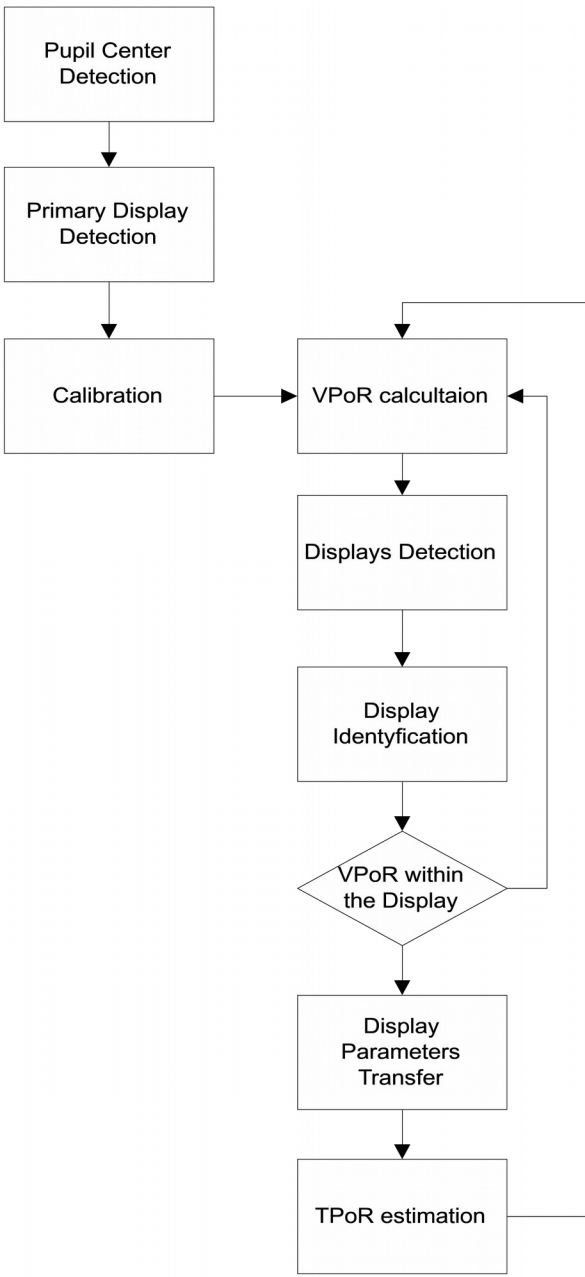 Pupil Center
Detection
Primary Display
Detection
Calibration
VPoR calcultaion
Displays Detection
Display
Identyfication
VPoR within
the Display
Display
Parameters
Transfer
TPoR estimation